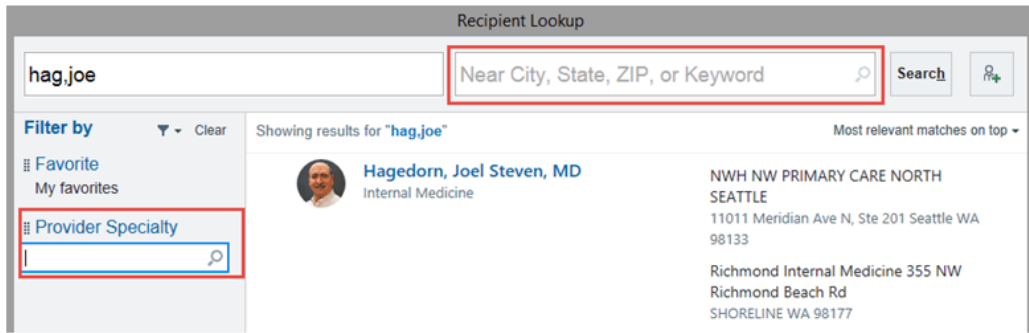 Recipient Lookup
hag,joe
Near City, State, ZIP, or Keyword
Search
Filter by
Clear
Showing results for "hag,joe"
Most relevant matches on top
Favorite
My favorites
Provider Specialty
Hagedorn, Joel Steven, MD
Internal Medicine
NWH NW PRIMARY CARE NORTH
SEATTLE
11011 Meridian Ave N, Ste 201 Seattle WA
98133
Richmond Internal Medicine 355 NW
Richmond Beach Rd
SHORELINE WA 98177